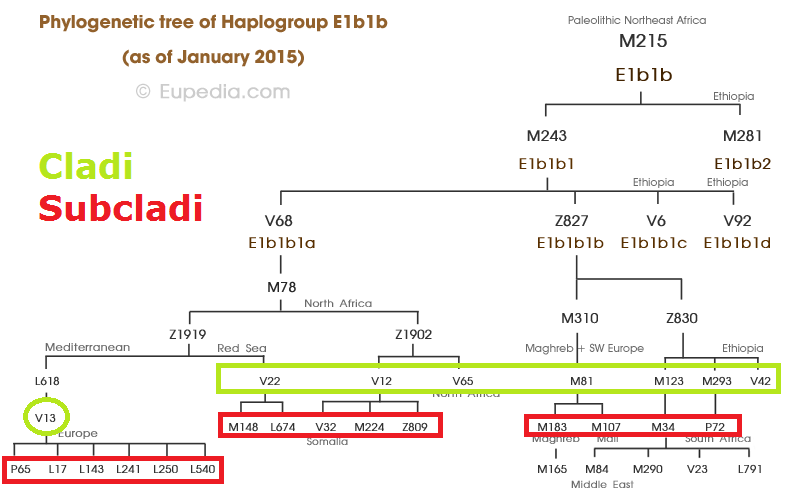 Phylogenetic tree of Haplogroup E1b1b
(as of January 2015)
© Eupedia.com
Cladi
Subcladi
Paleolithic Northeast Africa
M215
E1b1b
Ethiopia
M243 M281
E1b1b1 E1b1b2
Ethiopia Ethiopia
V68 Z827 V6 V92
E1b1b1a E1b1b1b E1b1b1c E1b1b1d
M78
North Africa
M310 Z830
Z1919 Z1902
Mediterranean Red Sea Maghreb + SW Europe Ethiopia
L618 V22 V12 V65 M81 M123 M293 V42
North Africa
V13
M148 L674 V32 M224 Z809 M183 M107 M34 P72
Europe Somalia Maghreb Mali South Africa
P65 L17 L143 L241 L250 L540 M165 M84 M290 V23 L791
Middle East